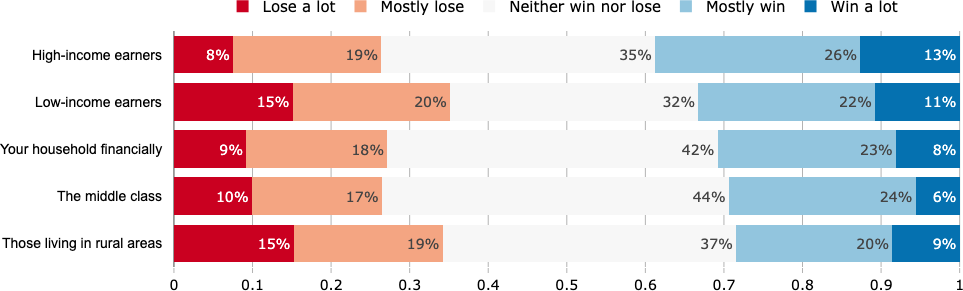 Lose a lot Mostly lose Neither win nor lose Mostly win Win a lot
High-income earners 8% 19% 35% 26% 13%
Low-income earners 15% 20% 32% 22% 11%
Your household financially 9% 18% 42% 23% 8%
The middle class 10% 17% 44% 24% 6%
Those living in rural areas 15% 19% 37% 20% 9%
0 0.1 0.2 0.3 0.4 0.5 0.6 0.7 0.8 0.9 1